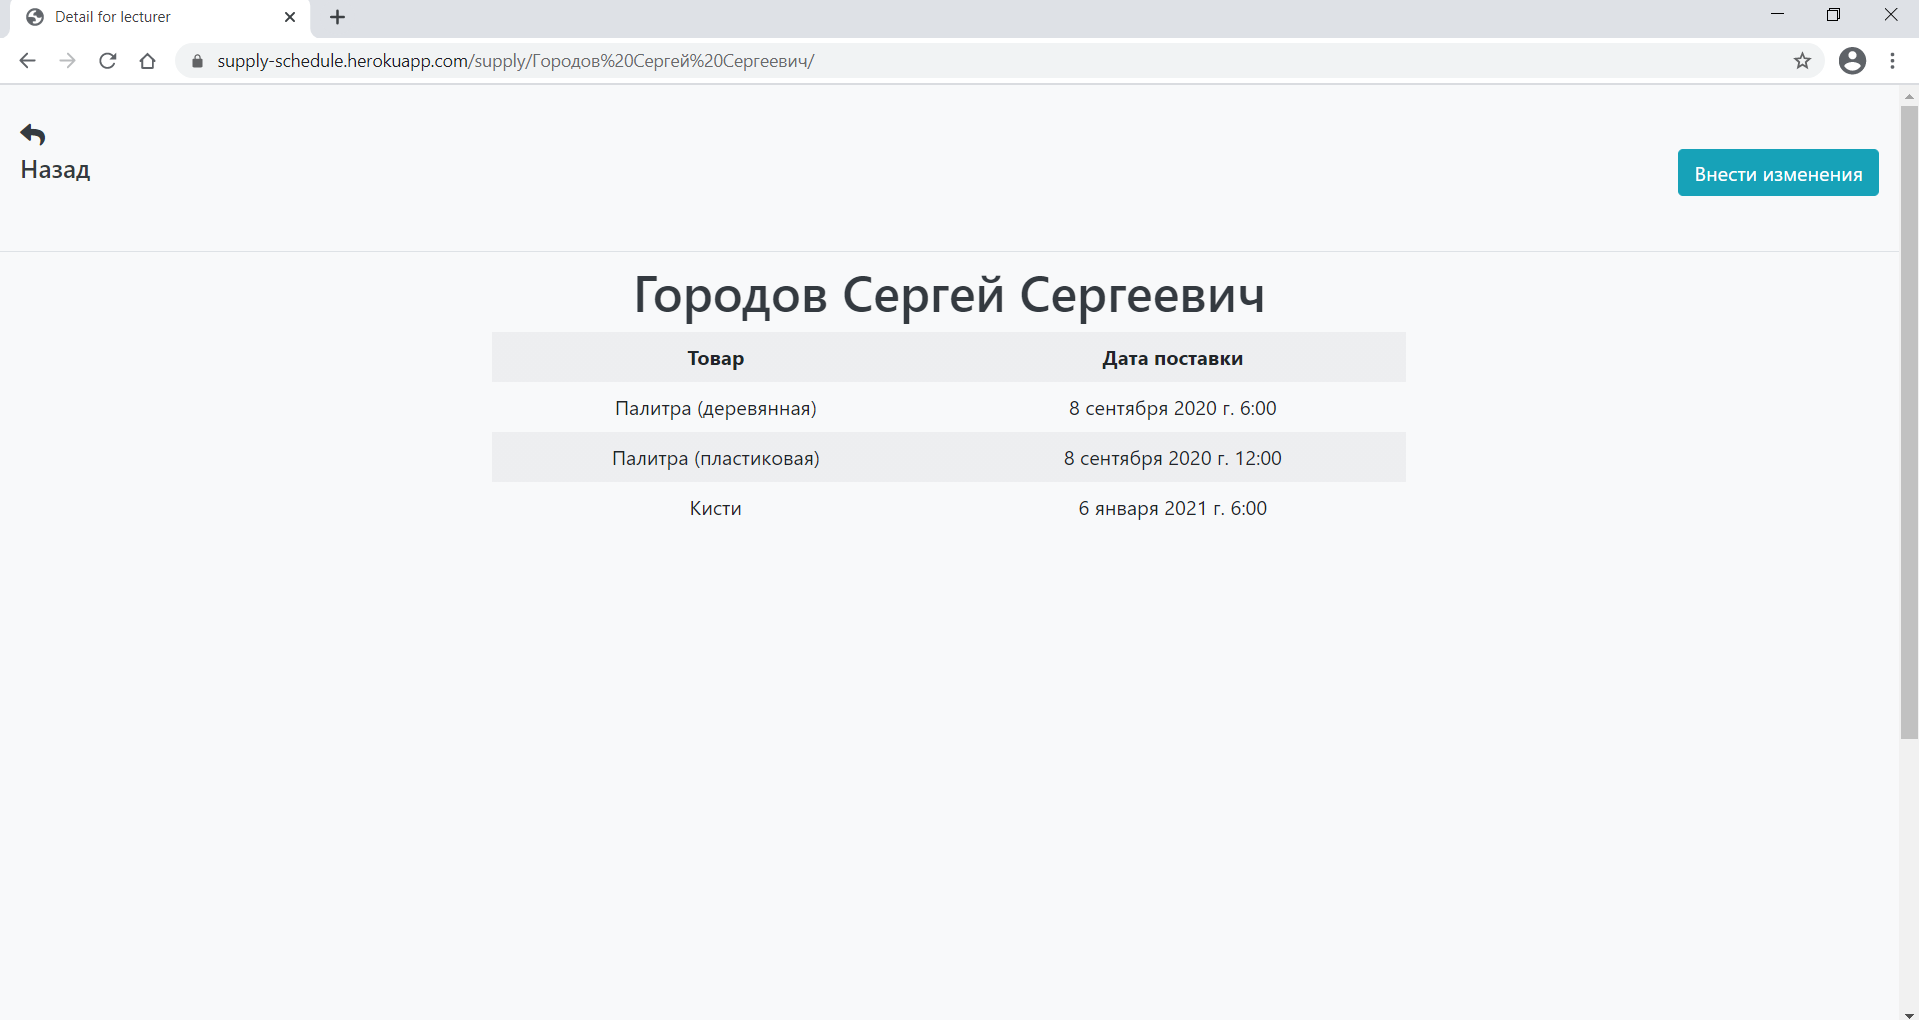 Detail for lecturer
supply-schedule.herokuapp.com/supply/Городов%20Сергей%20Сергеевич/
Назад
Внести изменения
Городов Сергей Сергеевич
Товар Дата поставки
Палитра (деревянная) 8 сентября 2020 г. 6:00
Палитра (пластиковая) 8 сентября 2020 г. 12:00
Кисти 6 января 2021 г. 6:00